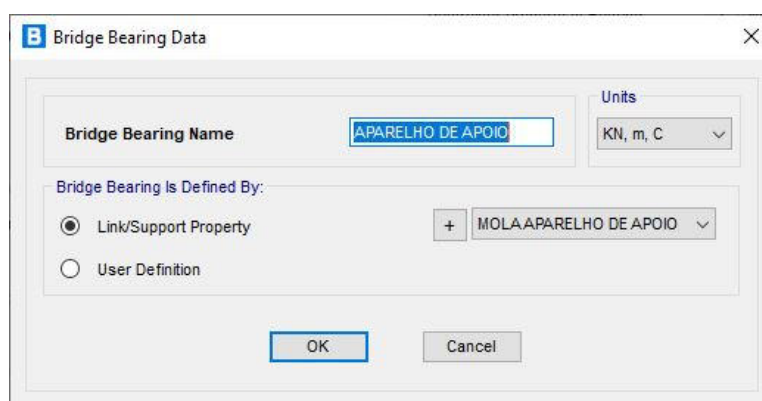 B Bridge Bearing Data
Units
Bridge Bearing Name APARELHO DE APOIO KN, m, C
Bridge Bearing Is Defined By:
Link/Support Property + MOLA APARELHO DE APOIO
User Definition
OK Cancel